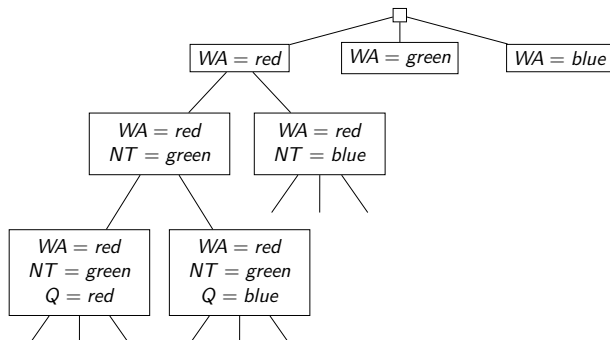 WA = red
WA = green
WA = blue
WA = red
NT = green
WA = red
NT = blue
WA = red
NT = green
Q = red
WA = red
NT = green
Q = blue